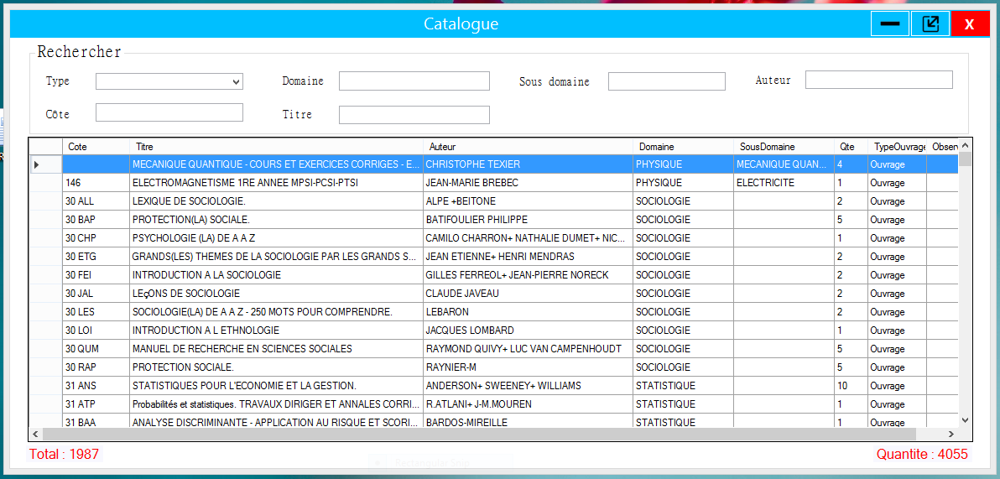 Catalogue
X
Rechercher
Type Domaine Sous domaine Auteur
Côte Titre
Cote Titre Auteur Domaine SousDomaine Qte TypeOuvrage Observ
MECANIQUE QUANTIQUE - COURS ET EXERCICES CORRIGES - E... CHRISTOPHE TEXIER PHYSIQUE MECANIQUE QUAN... 4 Ouvrage
146 ELECTROMAGNETISME 1RE ANNEE MPSI-PCSI-PTSI JEAN-MARIE BREBEC PHYSIQUE ELECTRICITE 1 Ouvrage
30 ALL LEXIQUE DE SOCIOLOGIE. ALPE +BEITONE SOCIOLOGIE 2 Ouvrage
30 BAP PROTECTION(LA) SOCIALE. BATIFOULIER PHILIPPE SOCIOLOGIE 5 Ouvrage
30 CHP PSYCHOLOGIE (LA) DE A A Z CAMILO CHARRON+ NATHALIE DUMET+ NIC... SOCIOLOGIE 1 Ouvrage
30 ETG GRANDS(LES) THEMES DE LA SOCIOLOGIE PAR LES GRANDS S... JEAN ETIENNE+ HENRI MENDRAS SOCIOLOGIE 2 Ouvrage
30 FEI INTRODUCTION A LA SOCIOLOGIE GILLES FERREOL+ JEAN-PIERRE NORECK SOCIOLOGIE 2 Ouvrage
30 JAL LEçONS DE SOCIOLOGIE CLAUDE JAVEAU SOCIOLOGIE 2 Ouvrage
30 LES SOCIOLOGIE(LA) DE A A Z - 250 MOTS POUR COMPRENDRE. LEBARON SOCIOLOGIE 2 Ouvrage
30 LOI INTRODUCTION A L ETHNOLOGIE JACQUES LOMBARD SOCIOLOGIE 1 Ouvrage
30 QUM MANUEL DE RECHERCHE EN SCIENCES SOCIALES RAYMOND QUIVY+ LUC VAN CAMPENHOUDT SOCIOLOGIE 5 Ouvrage
30 RAP PROTECTION SOCIALE. RAYNIER-M SOCIOLOGIE 5 Ouvrage
31 ANS STATISTIQUES POUR L'ECONOMIE ET LA GESTION. ANDERSON+ SWEENEY+ WILLIAMS STATISTIQUE 10 Ouvrage
31 ATP Probabilités et statistiques. TRAVAUX DIRIGER ET ANNALES CORRI... R.ATLANI+ J-M.MOUREN STATISTIQUE 1 Ouvrage
31 BAA ANALYSE DISCRIMINANTE - APPLICATION AU RISQUE ET SCORI... BARDOS-MIREILLE STATISTIQUE 1 Ouvrage
Total : 1987 Quantite : 4055